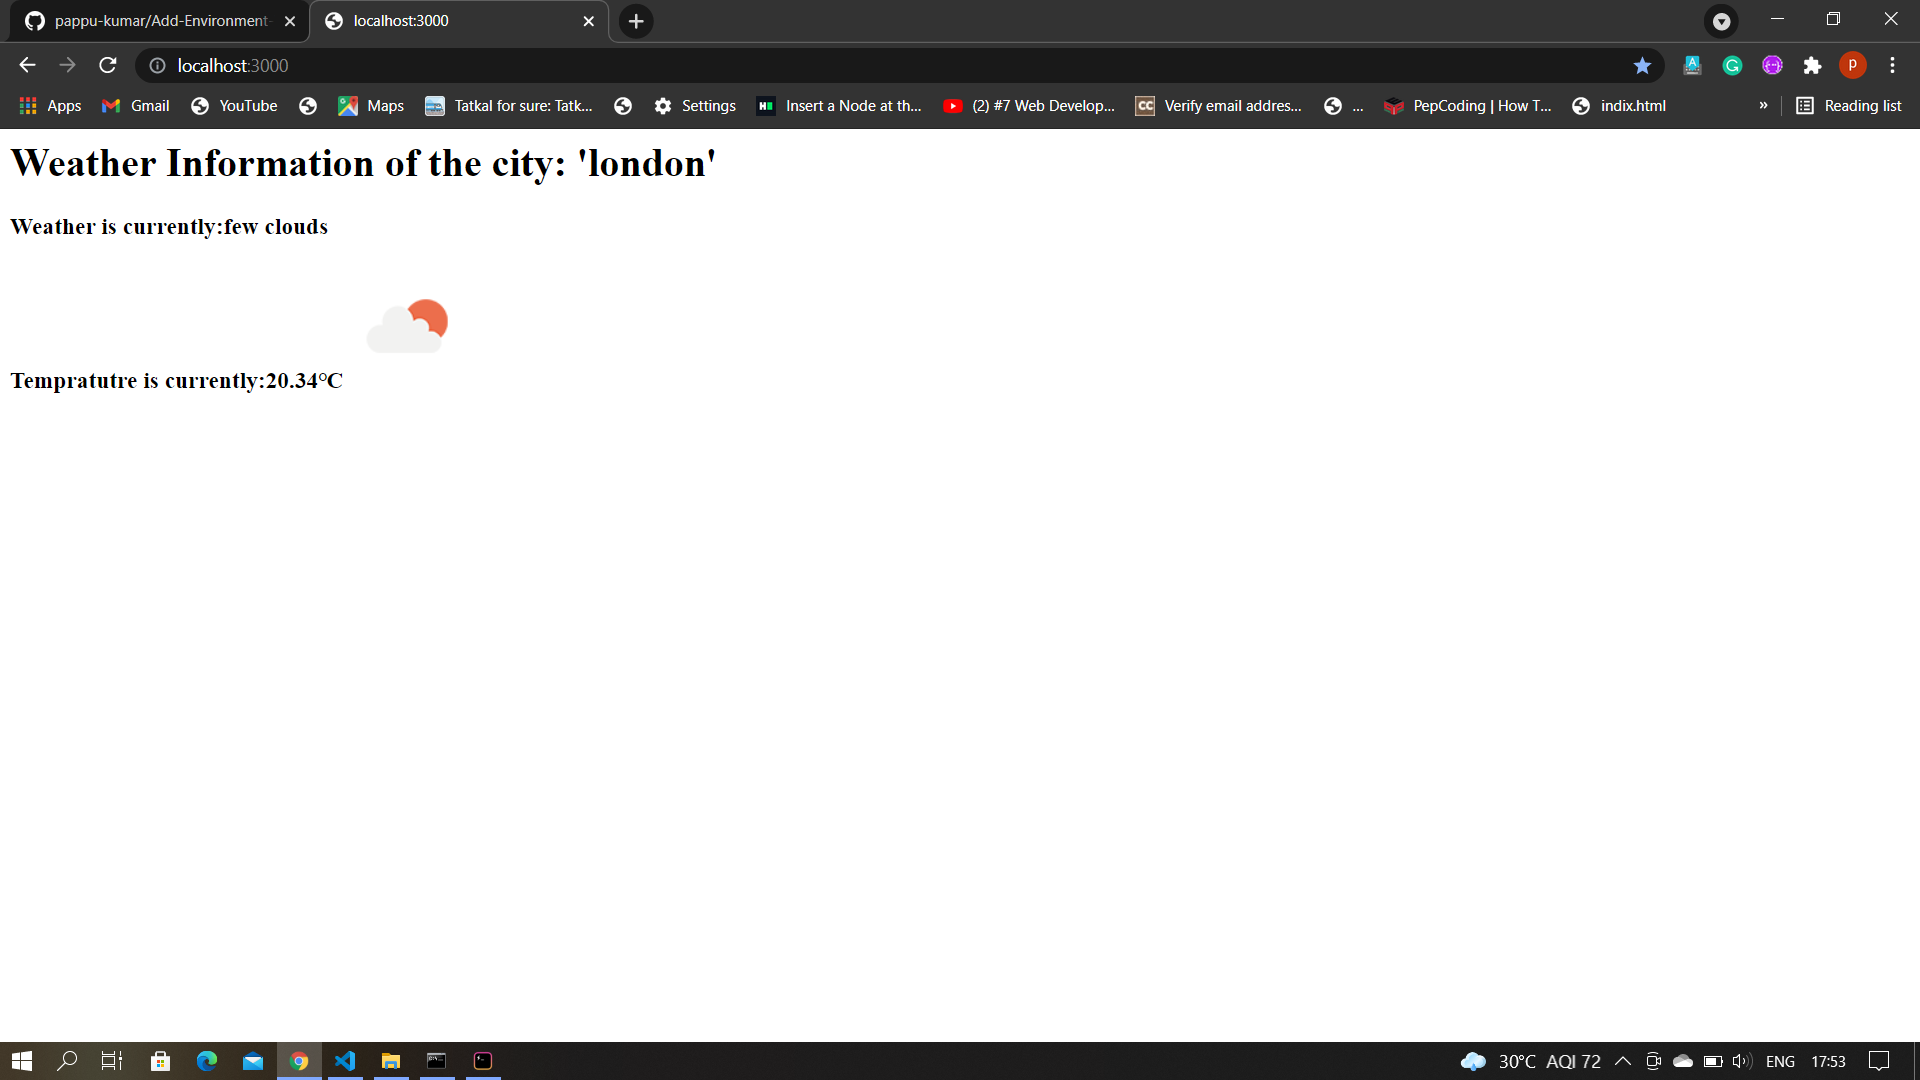 pappu-kumar/Add-Environment-
localhost:3000
localhost:3000
Apps
Gmail
YouTube
Maps
Tatkal for sure: Tatk...
Settings
Insert a Node at th...
(2) #7 Web Develop...
CC
Verify email addres...
...
PepCoding | How T...
indix.html
»
Reading list
Weather Information of the city: 'london'
Weather is currently:few clouds
Tempratutre is currently:20.34°C
30°C AQI 72
ENG
17:53